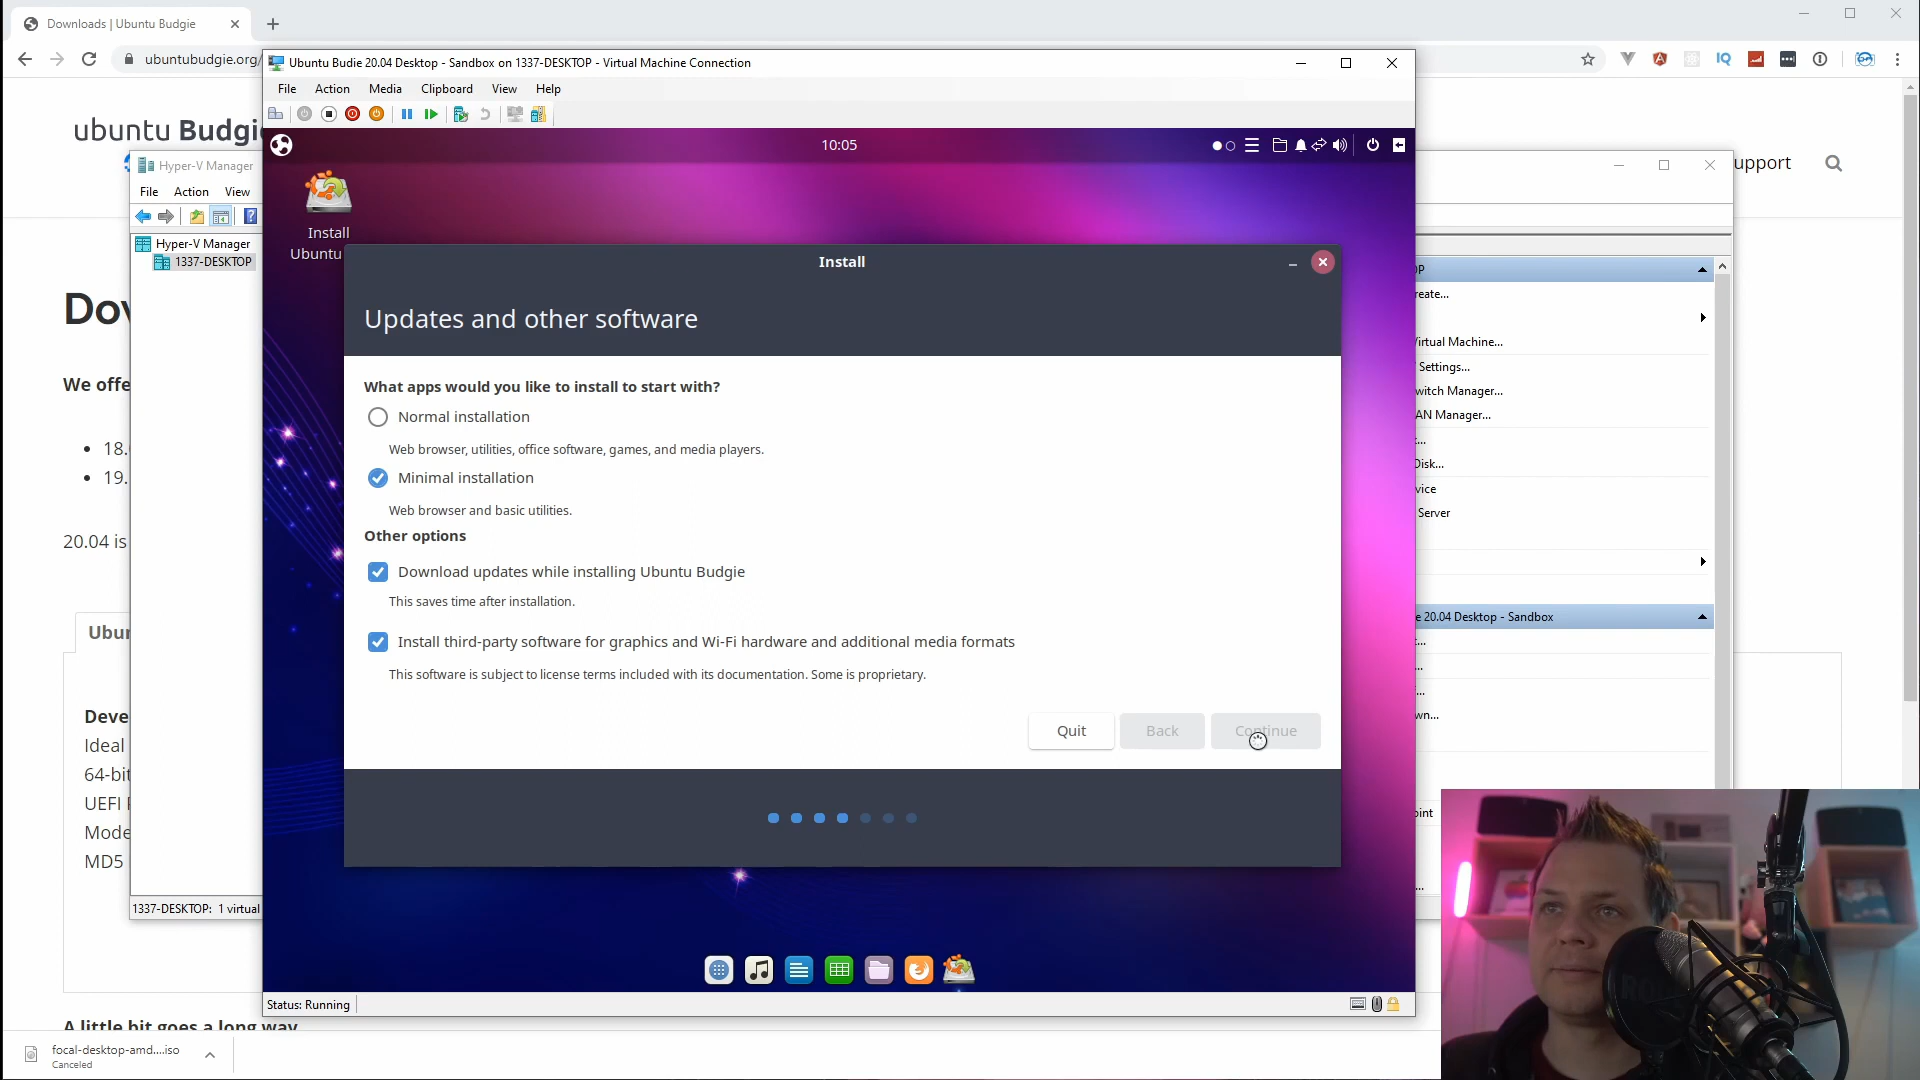 Downloads | Ubuntu Budgie
ubuntubudgie.org/
IQ
ubuntu Budgie
upport
Hyper-V Manager
File Action View
Hyper-V Manager
1337-DESKTOP
Dov
We offe
18.
19.
20.04 is
Ubur
Deve
Ideal
64-bit
UEFI
Mode
MD5
1337-DESKTOP: 1 virtual
A little bit goes a long way
focal-desktop-amd....iso
Canceled
Ubuntu Budie 20.04 Desktop - Sandbox on 1337-DESKTOP - Virtual Machine Connection
File Action Media Clipboard View Help
10:05
Install
Ubuntu
Install
Updates and other software
What apps would you like to install to start with?
Normal installation
Web browser, utilities, office software, games, and media players.
Minimal installation
Web browser and basic utilities.
Other options
Download updates while installing Ubuntu Budgie
This saves time after installation.
Install third-party software for graphics and Wi-Fi hardware and additional media formats
This software is subject to license terms included with its documentation. Some is proprietary.
Quit Back Continue
Status: Running
OP
reate...
Virtual Machine...
Settings...
witch Manager...
AN Manager...
Disk...
vice
Server
e 20.04 Desktop - Sandbox
wn...
oint